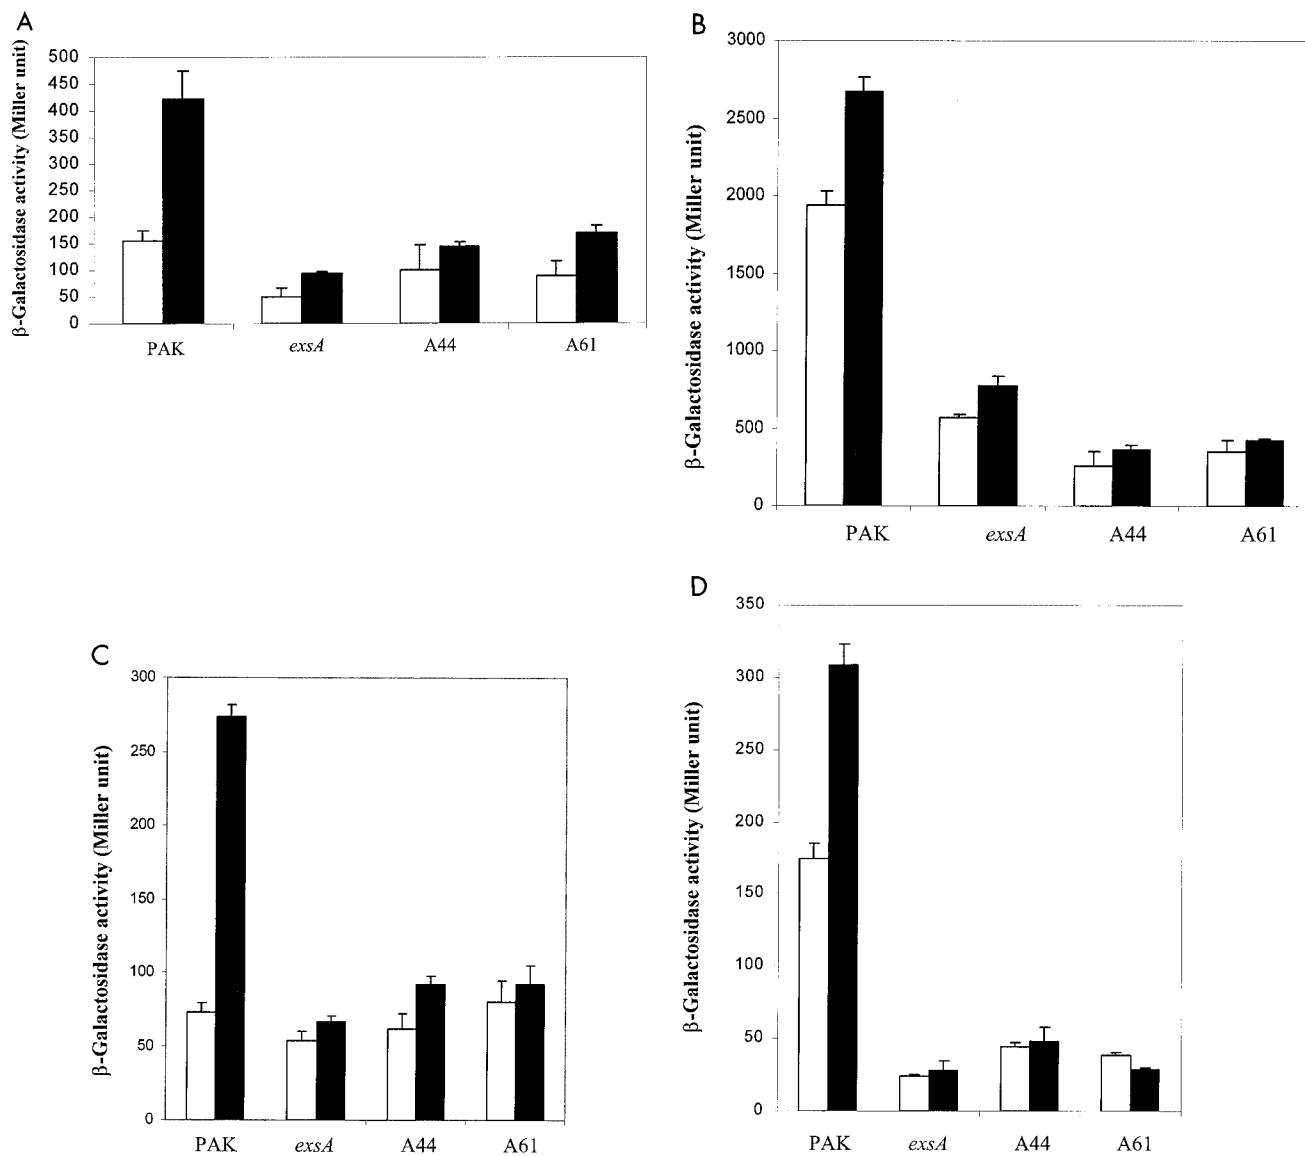 A
β-Galactosidase activity (Miller unit)
500
450
400
350
300
250
200
150
100
50
0
PAK exsA A44 A61
B
β-Galactosidase activity (Miller unit)
3000
2500
2000
1500
1000
500
0
PAK exsA A44 A61
C
β-Galactosidase activity (Miller unit)
300
250
200
150
100
50
0
PAK exsA A44 A61
D
β-Galactosidase activity (Miller unit)
350
300
250
200
150
100
50
0
PAK exsA A44 A61